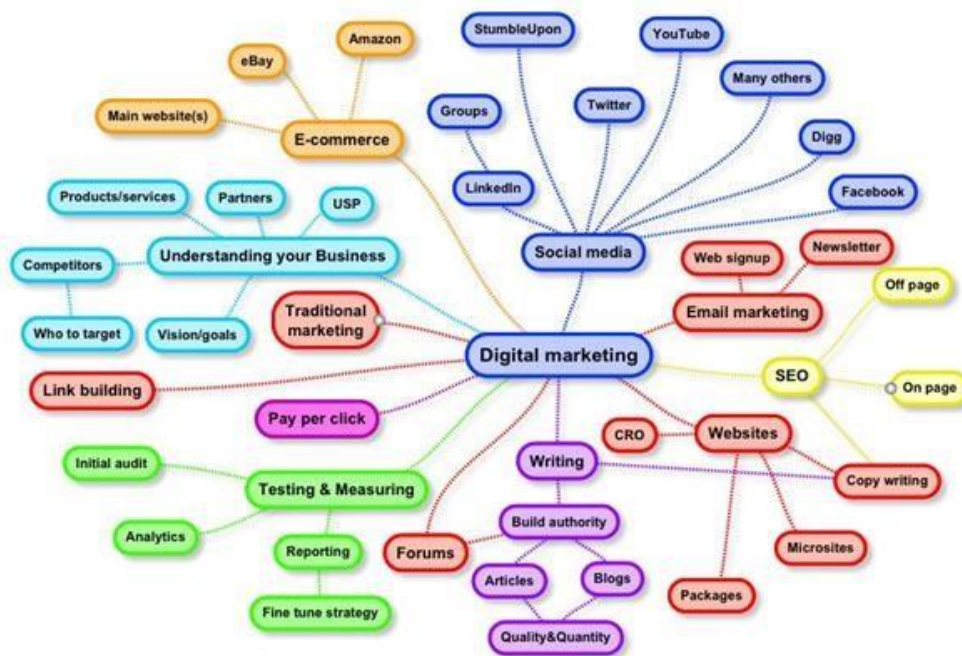 StumbleUpon
YouTube
Amazon
eBay
Many others
Main website(s)
E-commerce
Groups
Twitter
Digg
LinkedIn
Facebook
Products/services
Partners
USP
Social media
Newsletter
Understanding your Business
Web signup
Competitors
Off page
Who to target
Vision/goals
Traditional
marketing
Email marketing
Digital marketing
SEO
On page
Link building
Pay per click
CRO
Websites
Initial audit
Writing
Testing & Measuring
Copy writing
Build authority
Analytics
Reporting
Forums
Microsites
Articles
Blogs
Packages
Fine tune strategy
Quality&Quantity